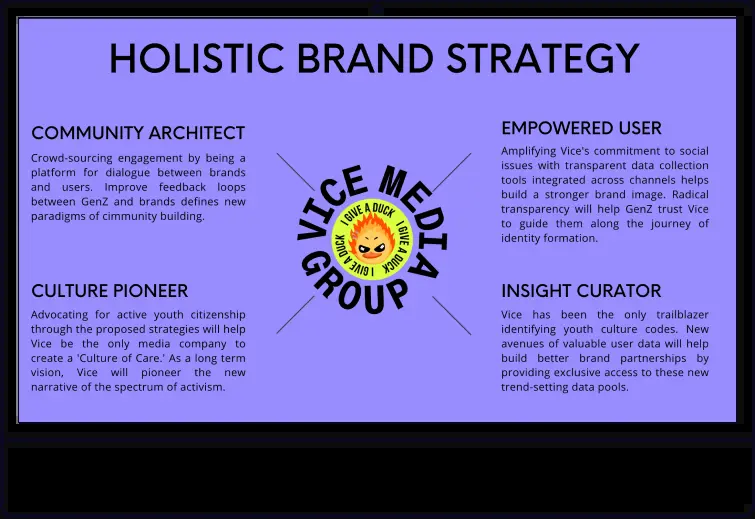 HOLISTIC BRAND STRATEGY
COMMUNITY ARCHITECT
Crowd-sourcing engagement by being a
platform for dialogue between brands
and users. Improve feedback loops
between GenZ and brands defines new
paradigms of cimmunity building.
CULTURE PIONEER
Advocating for active youth citizenship
through the proposed strategies will help
Vice be the only media company to
create a 'Culture of Care.' As a long term
vision, Vice will pioneer the new
narrative of the spectrum of activism.
VICE MEDIA
GROUP
I GIVE A DUCK
I GIVE A DUCK
I GIVE A DUCK
I GIVE A DUCK
EMPOWERED USER
Amplifying Vice's commitment to social
issues with transparent data collection
tools integrated across channels helps
build a stronger brand image. Radical
transparency will help GenZ trust Vice
to guide them along the journey of
identity formation.
INSIGHT CURATOR
Vice has been the only trailblazer
identifying youth culture codes. New
avenues of valuable user data will help
build better brand partnerships by
providing exclusive access to these new
trend-setting data pools.